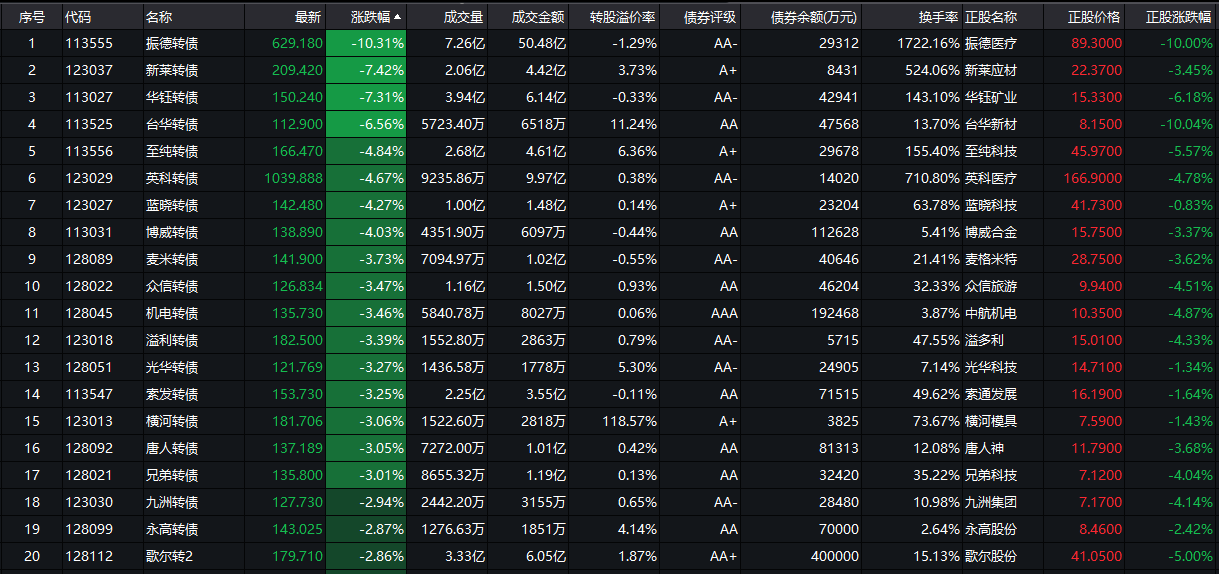 序号 代码 名称 最新 涨跌幅▲ 成交量 成交金额 转股溢价率 债券评级 债券余额(万元) 换手率 正股名称 正股价格 正股涨跌幅
1 113555 振德转债 629.180 -10.31% 7.26亿 50.48亿 -1.29% AA- 29312 1722.16% 振德医疗 89.3000 -10.00%
2 123037 新莱转债 209.420 -7.42% 2.06亿 4.42亿 3.73% A+ 8431 524.06% 新莱应材 22.3700 -3.45%
3 113027 华钰转债 150.240 -7.31% 3.94亿 6.14亿 -0.33% AA- 42941 143.10% 华钰矿业 15.3300 -6.18%
4 113525 台华转债 112.900 -6.56% 5723.40万 6518万 11.24% AA 47568 13.70% 台华新材 8.1500 -10.04%
5 113556 至纯转债 166.470 -4.84% 2.68亿 4.61亿 6.36% A+ 29678 155.40% 至纯科技 45.9700 -5.57%
6 123029 英科转债 1039.888 -4.67% 9235.86万 9.97亿 0.38% AA- 14020 710.80% 英科医疗 166.9000 -4.78%
7 123027 蓝晓转债 142.480 -4.27% 1.00亿 1.48亿 0.14% A+ 23204 63.78% 蓝晓科技 41.7300 -0.83%
8 113031 博威转债 138.890 -4.03% 4351.90万 6097万 -0.44% AA 112628 5.41% 博威合金 15.7500 -3.37%
9 128089 麦米转债 141.900 -3.73% 7094.97万 1.02亿 -0.55% AA- 40646 21.41% 麦格米特 28.7500 -3.62%
10 128022 众信转债 126.834 -3.47% 1.16亿 1.50亿 0.93% AA 46204 32.33% 众信旅游 9.9400 -4.51%
11 128045 机电转债 135.730 -3.46% 5840.78万 8027万 0.06% AAA 192468 3.87% 中航机电 10.3500 -4.87%
12 123018 溢利转债 182.500 -3.39% 1552.80万 2863万 0.79% AA- 5715 47.55% 溢多利 15.0100 -4.33%
13 128051 光华转债 121.769 -3.27% 1436.58万 1778万 5.30% AA- 24905 7.14% 光华科技 14.7100 -1.34%
14 113547 索发转债 153.730 -3.25% 2.25亿 3.55亿 -0.11% AA 71515 49.62% 索通发展 16.1900 -1.64%
15 123013 横河转债 181.706 -3.06% 1522.60万 2818万 118.57% A+ 3825 73.67% 横河模具 7.5900 -1.43%
16 128092 唐人转债 137.189 -3.05% 7272.00万 1.01亿 0.42% AA 81313 12.08% 唐人神 11.7900 -3.68%
17 128021 兄弟转债 135.800 -3.01% 8655.32万 1.19亿 0.13% AA 32420 35.22% 兄弟科技 7.1200 -4.04%
18 123030 九洲转债 127.730 -2.94% 2442.20万 3155万 0.65% AA- 28480 10.98% 九洲集团 7.1700 -4.14%
19 128099 永高转债 143.025 -2.87% 1276.63万 1851万 4.14% AA 70000 2.64% 永高股份 8.4600 -2.42%
20 128112 歌尔转2 179.710 -2.86% 3.33亿 6.05亿 1.87% AA+ 400000 15.13% 歌尔股份 41.0500 -5.00%